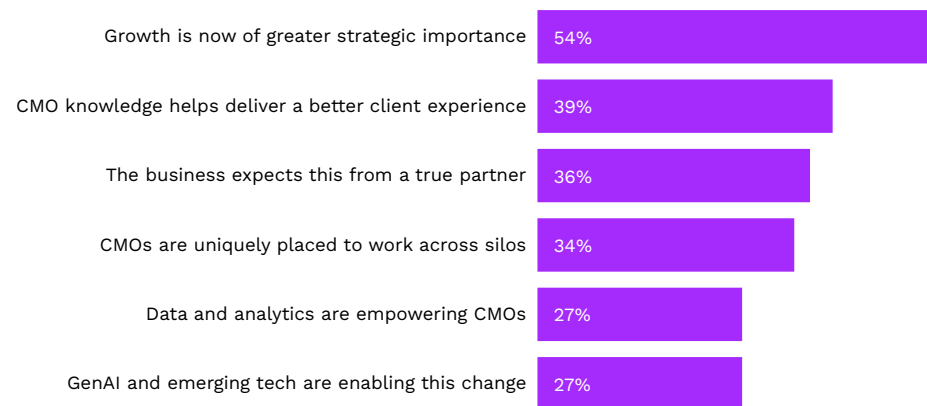 Growth is now of greater strategic importance 54%
CMO knowledge helps deliver a better client experience 39%
The business expects this from a true partner 36%
CMOs are uniquely placed to work across silos 34%
Data and analytics are empowering CMOs 27%
GenAI and emerging tech are enabling this change 27%